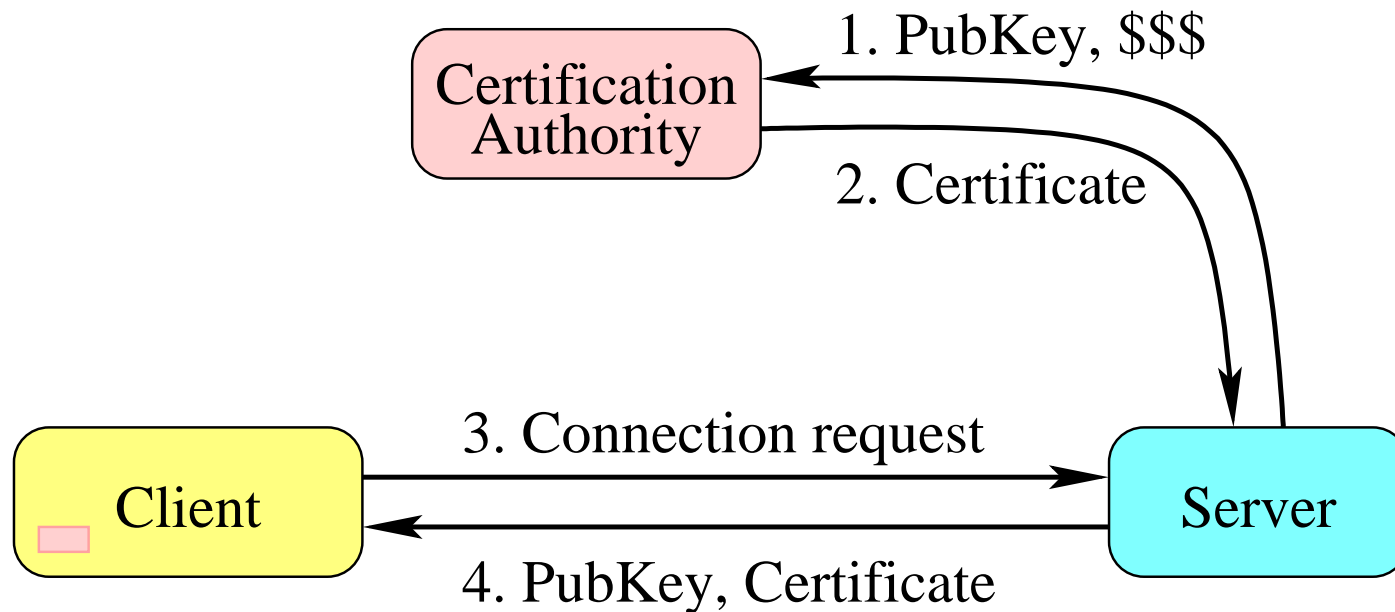 1. PubKey, $$$
Certification
Authority
2. Certificate
3. Connection request
Client
Server
4. PubKey, Certificate